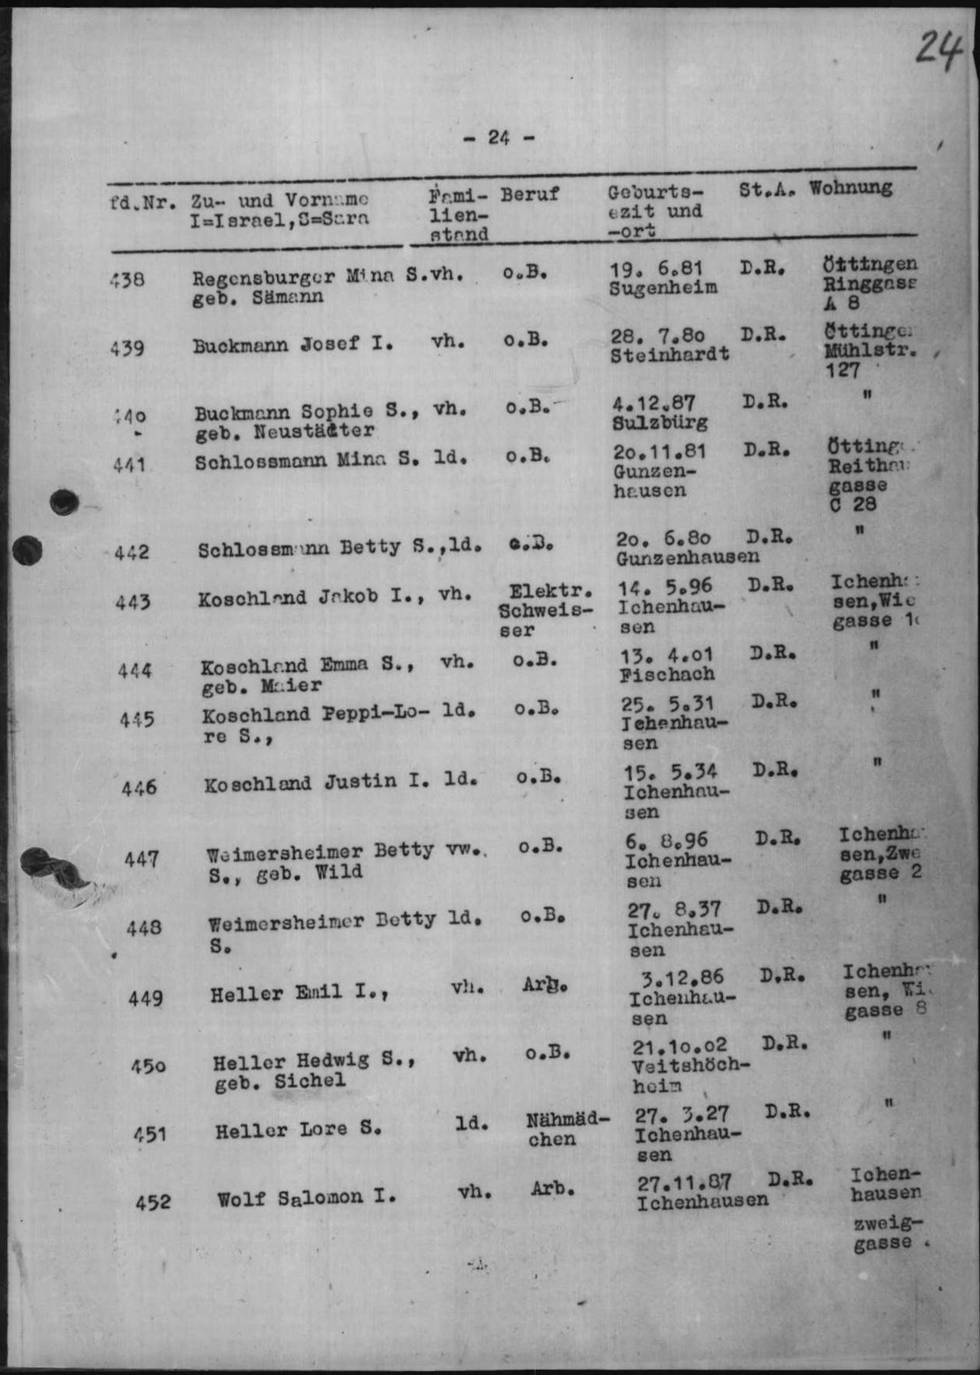 24
- 24 -
fd.Nr. Zu- und Vorname Fami- Beruf Geburts- St.A. Wohnung
I=Israel,S=Sara lien- ezit und
stand -ort
438 Regensburger Mina S.vh. o.B. 19. 6.81 D.R. Öttingen
geb. Sämann Sugenheim Ringgass
A 8
439 Buckmann Josef I. vh. o.B. 28. 7.80 D.R. Öttinge
Steinhardt Mühlstr.
127
440 Buckmann Sophie S., vh. o.B. 4.12.87 D.R. "
geb. Neustädter Sulzbürg
441 Schlossmann Mina S. ld. o.B. 20.11.81 D.R. Ötting
Gunzen- Reith
hausen gasse
C 28
442 Schlossmann Betty S.,ld. o.B. 20. 6.80 D.R. "
Gunzenhausen
443 Koschland Jakob I., vh. Elektr. 14. 5.96 D.R. Ichenh
Schweis- Ichenhau- sen,Wie
ser sen gasse 1
444 Koschland Emma S., vh. o.B. 13. 4.01 D.R. "
geb. Maier Fischach
445 Koschland Peppi-Lo- ld. o.B. 25. 5.31 D.R. "
re S., Ichenhau-
sen
446 Koschland Justin I. ld. o.B. 15. 5.34 D.R. "
Ichenhau-
sen
447 Weimersheimer Betty vw. o.B. 6. 8.96 D.R. Ichenha
S., geb. Wild Ichenhau- sen,Zwe
sen gasse 2
448 Weimersheimer Betty ld. o.B. 27. 8.37 D.R. "
S. Ichenhau-
sen
449 Heller Emil I., vh. Arb. 3.12.86 D.R. Ichenha
Ichenhau- sen, Wi
sen gasse 8
450 Heller Hedwig S., vh. o.B. 21.10.02 D.R. "
geb. Sichel Veitshöch-
heim
451 Heller Lore S. ld. Nähmäd- 27. 3.27 D.R. "
chen Ichenhau-
sen
452 Wolf Salomon I. vh. Arb. 27.11.87 D.R. Ichen-
Ichenhausen hausen
zweig-
gasse